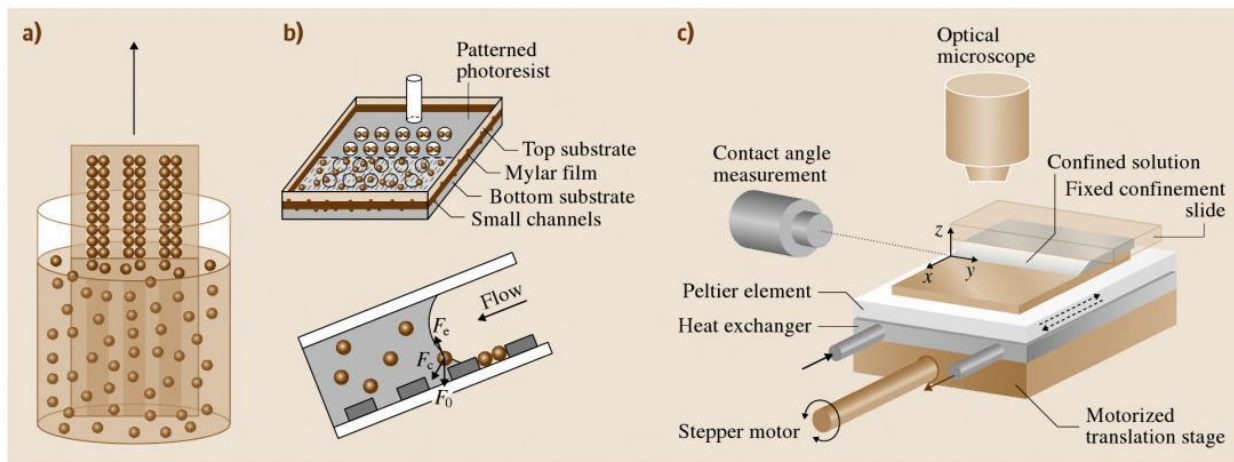 a)
b)
Patterned
photoresist
Top substrate
Mylar film
Bottom substrate
Small channels
Flow
Fe
Fc
F0
c)
Optical
microscope
Contact angle
measurement
Confined solution
Fixed confinement
slide
z
x
y
Peltier element
Heat exchanger
Stepper motor
Motorized
translation stage